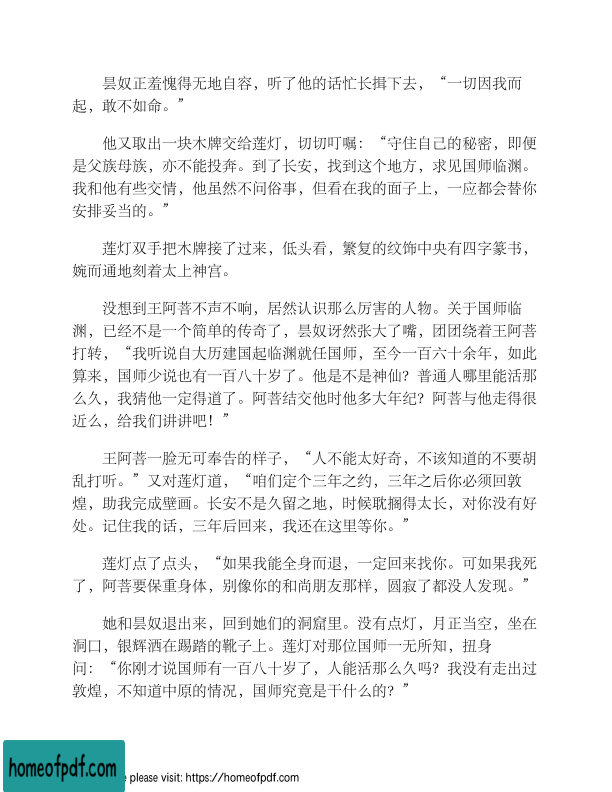 昙奴正羞愧得无地自容，听了他的话忙长揖下去，“一切因我而
起，敢不如命。”
他又取出一块木牌交给莲灯，切切叮嘱：“守住自己的秘密，即便
是父族母族，亦不能投奔。到了长安，找到这个地方，求见国师临渊。
我和他有些交情，他虽然不问俗事，但看在我的面子上，一应都会替你
安排妥当的。”
莲灯双手把木牌接了过来，低头看，繁复的纹饰中央有四字篆书，
婉而通地刻着太上神宫。
没想到王阿菩不声不响，居然认识那么厉害的人物。关于国师临
渊，已经不是一个简单的传奇了，昙奴讶然张大了嘴，团团绕着王阿菩
打转，“我听说自大历建国起临渊就任国师，至今一百六十余年，如此
算来，国师少说也有一百八十岁了。他是不是神仙？普通人哪里能活那
么久，我猜他一定得道了。阿菩结交他时他多大年纪？阿菩与他走得很
近么，给我们讲讲吧！”
王阿菩一脸无可奉告的样子，“人不能太好奇，不该知道的不要胡
乱打听。”又对莲灯道，“咱们定个三年之约，三年之后你必须回敦
煌，助我完成壁画。长安不是久留之地，时候耽搁得太长，对你没有好
处。记住我的话，三年后回来，我还在这里等你。”
莲灯点了点头，“如果我能全身而退，一定回来找你。可如果我死
了，阿菩要保重身体，别像你的和尚朋友那样，圆寂了都没人发现。”
她和昙奴退出来，回到她们的洞窟里。没有点灯，月正当空，坐在
洞口，银辉洒在踢踏的靴子上。莲灯对那位国师一无所知，扭身
问：“你刚才说国师有一百八十岁了，人能活那么久吗？我没有走出过
敦煌，不知道中原的情况，国师究竟是干什么的？”
homeofpdf.com
e please visit: https://homeofpdf.com